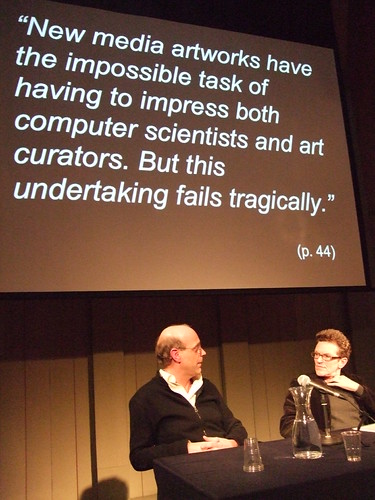 “New media artworks have
the impossible task of
having to impress both
computer scientists and art
curators. But this
undertaking fails tragically.”
(p. 44)